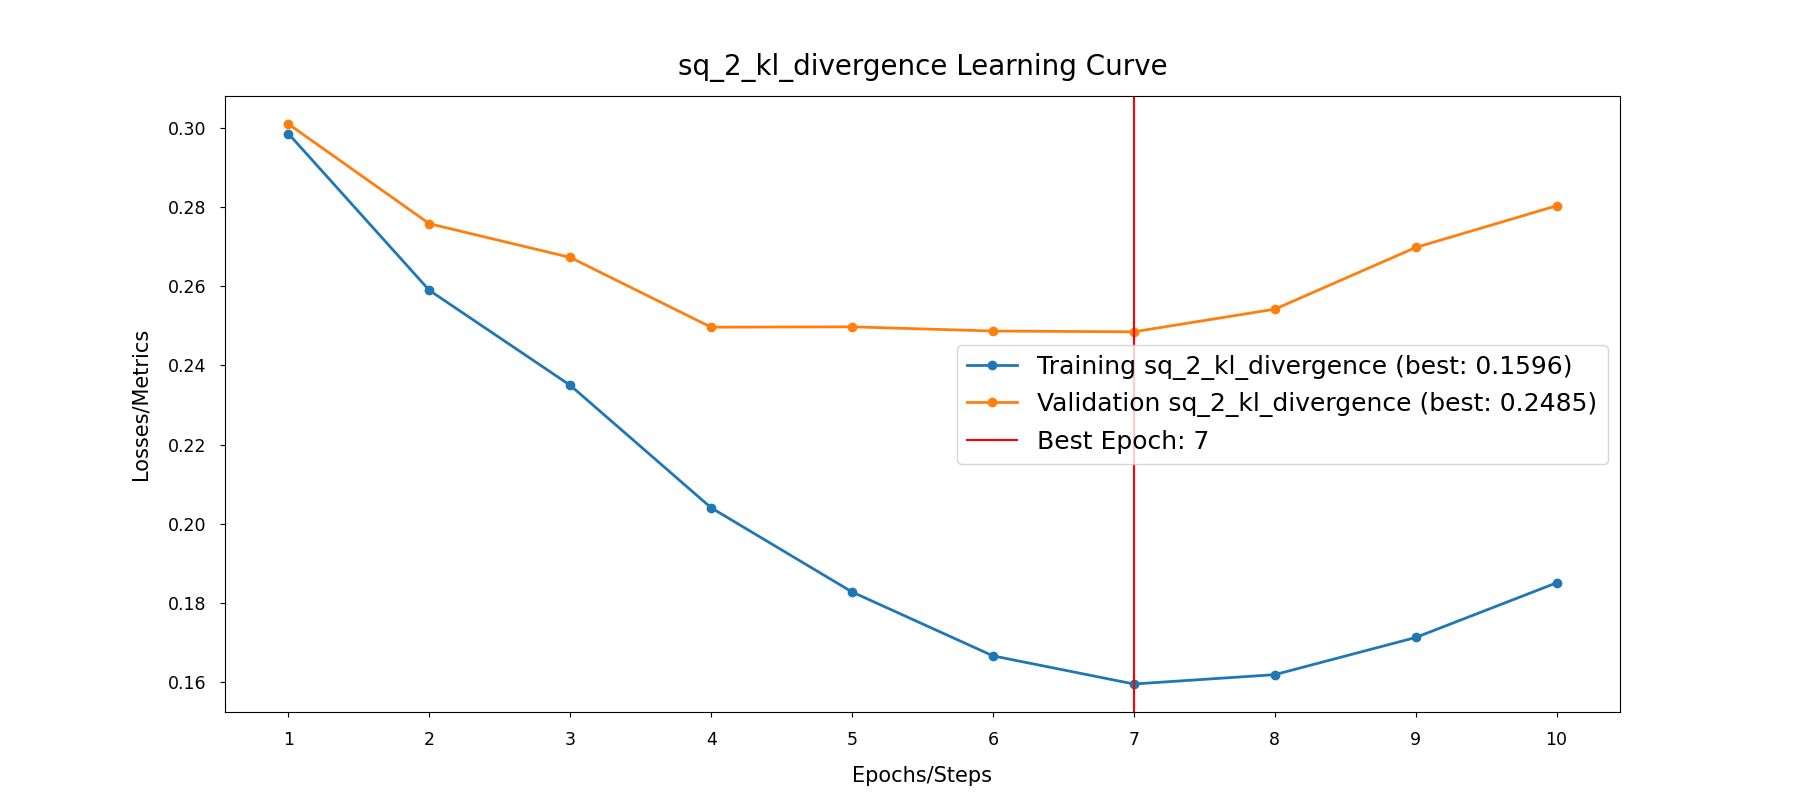 sq_2_kl_divergence Learning Curve
Losses/Metrics
0.30
0.28
0.26
0.24
0.22
0.20
0.18
0.16
Training sq_2_kl_divergence (best: 0.1596)
Validation sq_2_kl_divergence (best: 0.2485)
Best Epoch: 7
1 2 3 4 5 6 7 8 9 10
Epochs/Steps